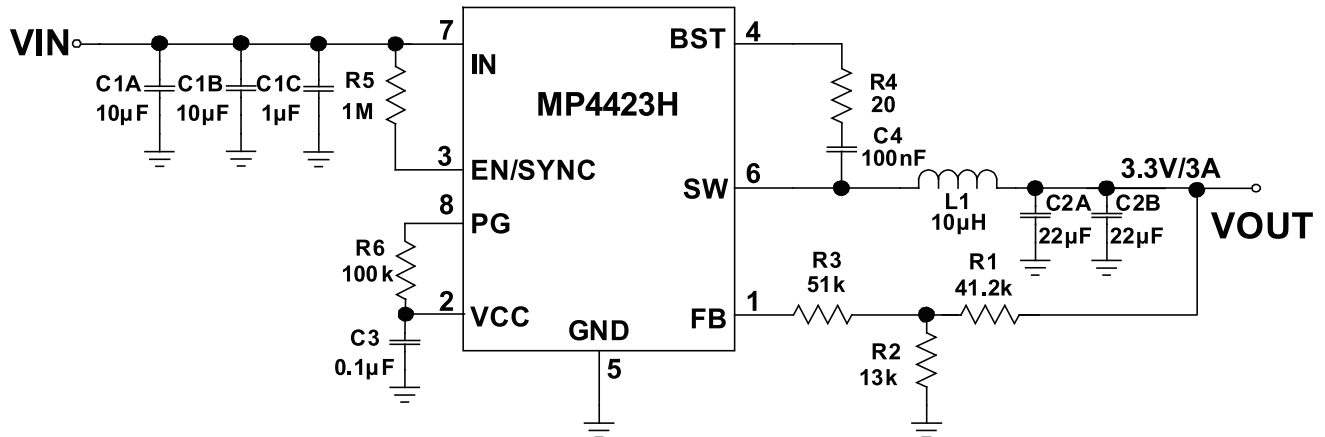 VIN
C1A
10µF
C1B
10µF
C1C
1µF
R5
1M
7
IN
3
EN/SYNC
8
PG
R6
100k
2
VCC
C3
0.1µF
MP4423H
GND
5
BST
4
R4
20
C4
100nF
SW
6
L1
10µH
3.3V/3A
C2A
22µF
C2B
22µF
VOUT
FB
1
R3
51k
R1
41.2k
R2
13k